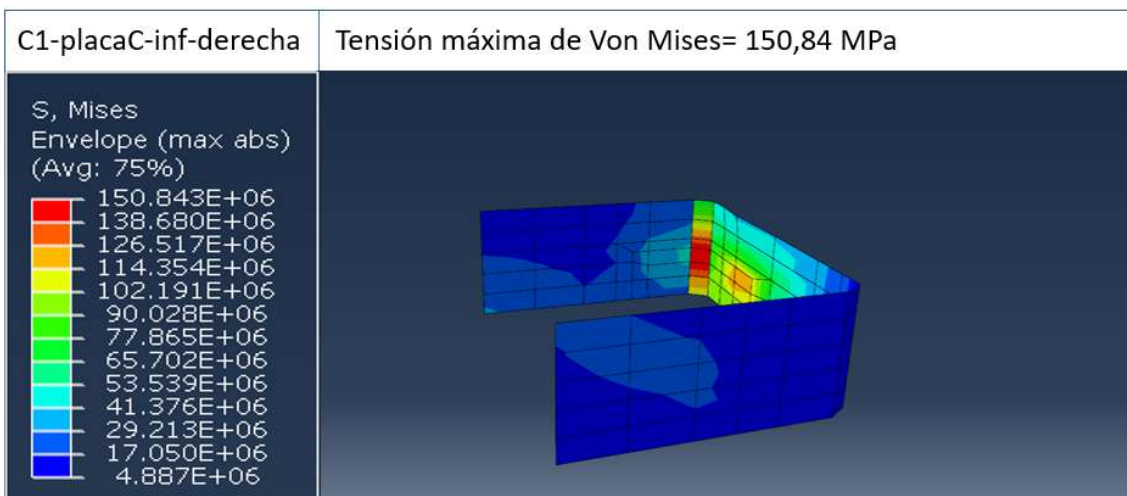 C1-placaC-inf-derecha
Tensión máxima de Von Mises= 150,84 MPa
S, Mises
Envelope (max abs)
(Avg: 75%)
150.843E+06
138.680E+06
126.517E+06
114.354E+06
102.191E+06
90.028E+06
77.865E+06
65.702E+06
53.539E+06
41.376E+06
29.213E+06
17.050E+06
4.887E+06